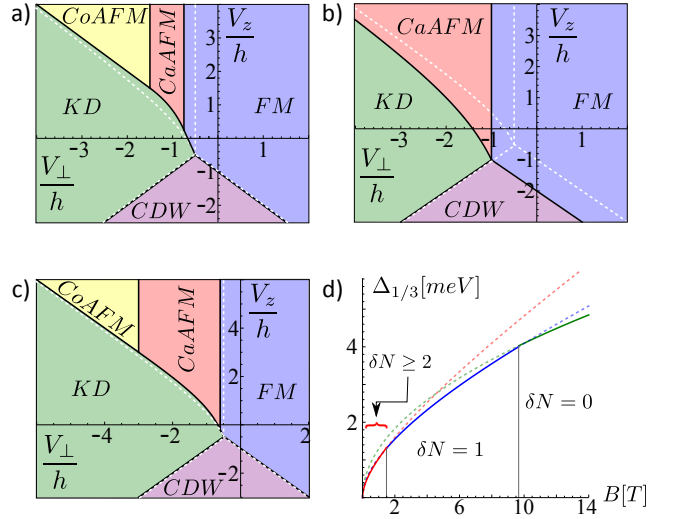 a)
CoAFM
CaAFM
V_z/h
3
2
1
KD
FM
-3 -2 -1 1
V_⊥/h
-1
CDW
-2
b)
CaAFM
V_z/h
3
2
1
KD
FM
-3 -2 -1 1
V_⊥/h
-1
CDW
-2
c)
CoAFM
CaAFM
V_z/h
4
2
KD
FM
-4 -2 2
V_⊥/h
-2
CDW
d)
Δ_{1/3}[meV]
4
δN ≥ 2
δN = 0
2
δN = 1
2 6 10 14 B[T]